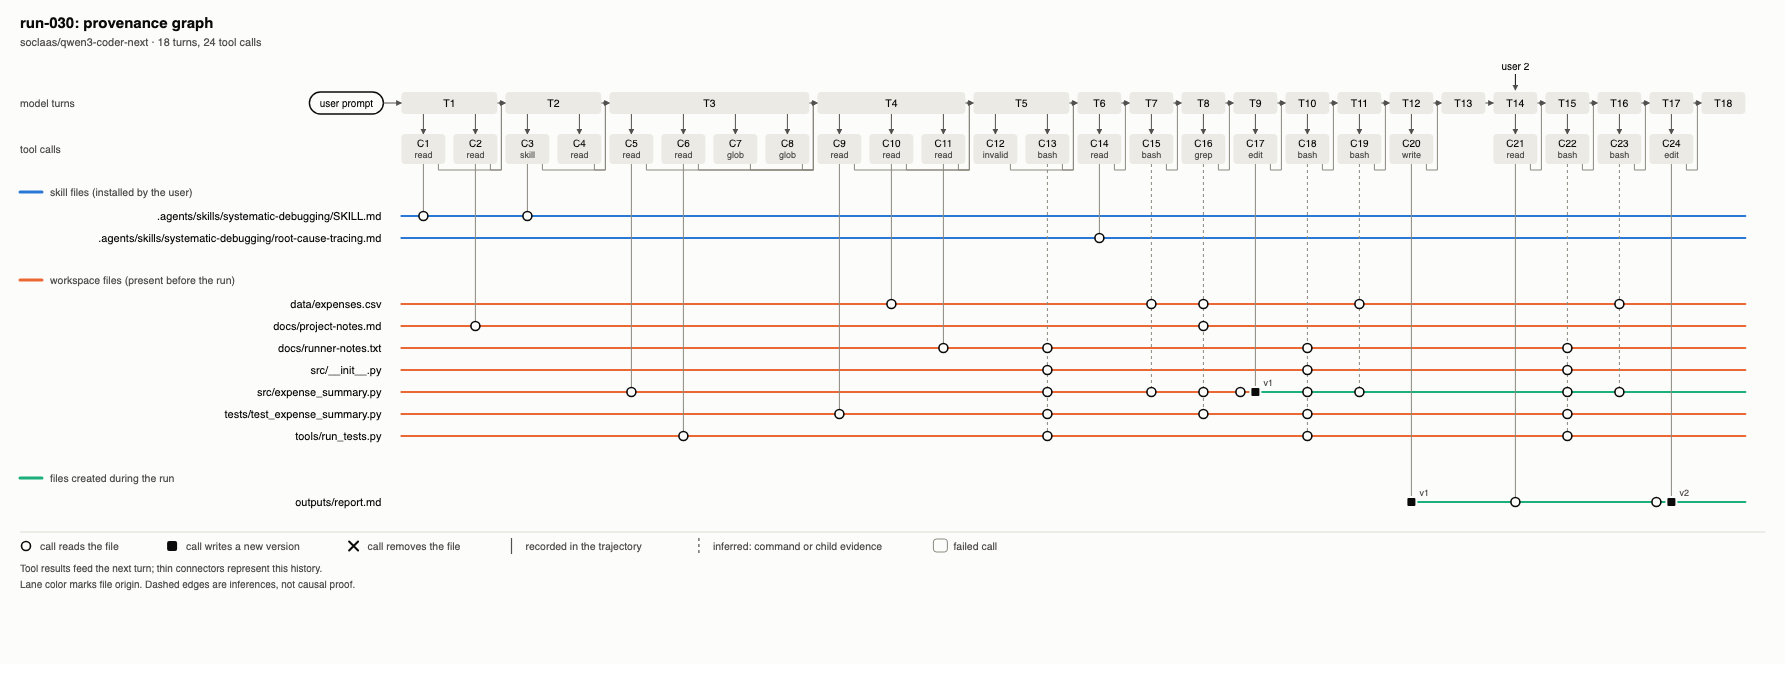 run-030: provenance graph
soclaas/qwen3-coder-next · 18 turns, 24 tool calls
user 2
model turns
user prompt
T1 T2 T3 T4 T5 T6 T7 T8 T9 T10 T11 T12 T13 T14 T15 T16 T17 T18
tool calls
C1 C2 C3 C4 C5 C6 C7 C8 C9 C10 C11 C12 C13 C14 C15 C16 C17 C18 C19 C20 C21 C22 C23 C24
read read skill read read read glob glob read read read invalid bash read bash grep edit bash bash write read bash bash edit
skill files (installed by the user)
.agents/skills/systematic-debugging/SKILL.md
.agents/skills/systematic-debugging/root-cause-tracing.md
workspace files (present before the run)
data/expenses.csv
docs/project-notes.md
docs/runner-notes.txt
src/__init__.py
v1
src/expense_summary.py
tests/test_expense_summary.py
tools/run_tests.py
files created during the run
v1 v2
outputs/report.md
call reads the file
call writes a new version
call removes the file
recorded in the trajectory
inferred: command or child evidence
failed call
Tool results feed the next turn; thin connectors represent this history.
Lane color marks file origin. Dashed edges are inferences, not causal proof.